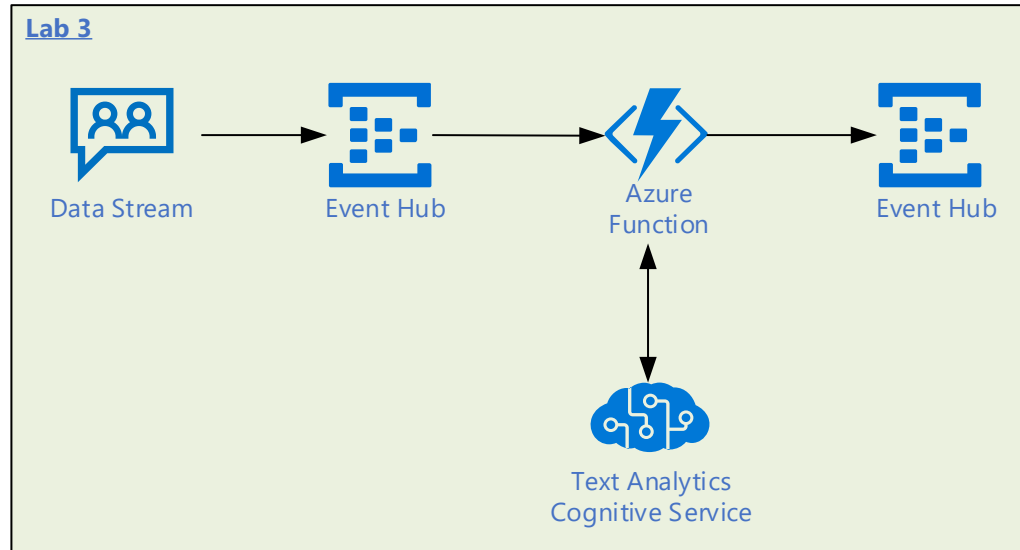 Lab 3
Data Stream
Event Hub
Azure
Function
Event Hub
Text Analytics
Cognitive Service